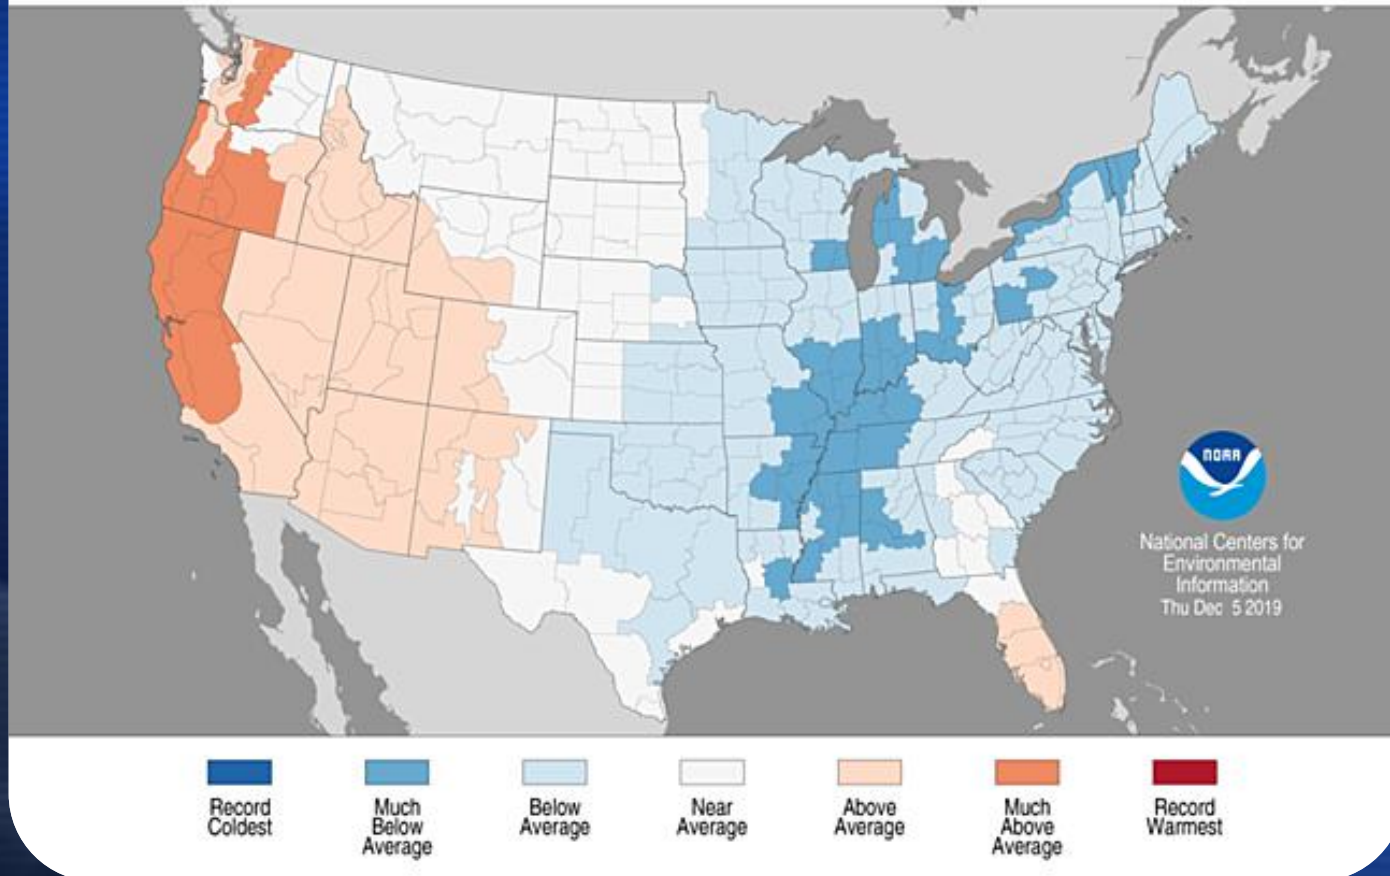 NOAA
National Centers for
Environmental
Information
Thu Dec 5 2019
Record
Coldest
Much
Below
Average
Below
Average
Near
Average
Above
Average
Much
Above
Average
Record
Warmest